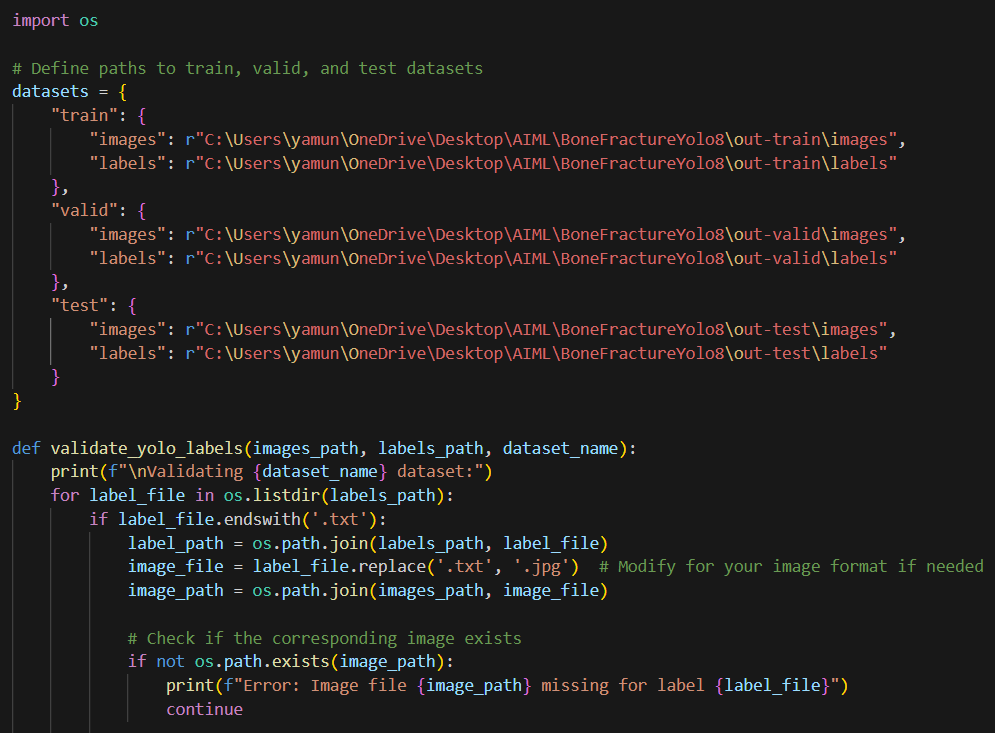 import os
# Define paths to train, valid, and test datasets
datasets = {
    "train": {
        "images": r"C:\Users\yamun\OneDrive\Desktop\AIML\BoneFractureYolo8\out-train\images",
        "labels": r"C:\Users\yamun\OneDrive\Desktop\AIML\BoneFractureYolo8\out-train\labels"
    },
    "valid": {
        "images": r"C:\Users\yamun\OneDrive\Desktop\AIML\BoneFractureYolo8\out-valid\images",
        "labels": r"C:\Users\yamun\OneDrive\Desktop\AIML\BoneFractureYolo8\out-valid\labels"
    },
    "test": {
        "images": r"C:\Users\yamun\OneDrive\Desktop\AIML\BoneFractureYolo8\out-test\images",
        "labels": r"C:\Users\yamun\OneDrive\Desktop\AIML\BoneFractureYolo8\out-test\labels"
    }
}
def validate_yolo_labels(images_path, labels_path, dataset_name):
    print(f"\nValidating {dataset_name} dataset:")
    for label_file in os.listdir(labels_path):
        if label_file.endswith('.txt'):
            label_path = os.path.join(labels_path, label_file)
            image_file = label_file.replace('.txt', '.jpg')  # Modify for your image format if needed
            image_path = os.path.join(images_path, image_file)
            # Check if the corresponding image exists
            if not os.path.exists(image_path):
                print(f"Error: Image file {image_path} missing for label {label_file}")
                continue